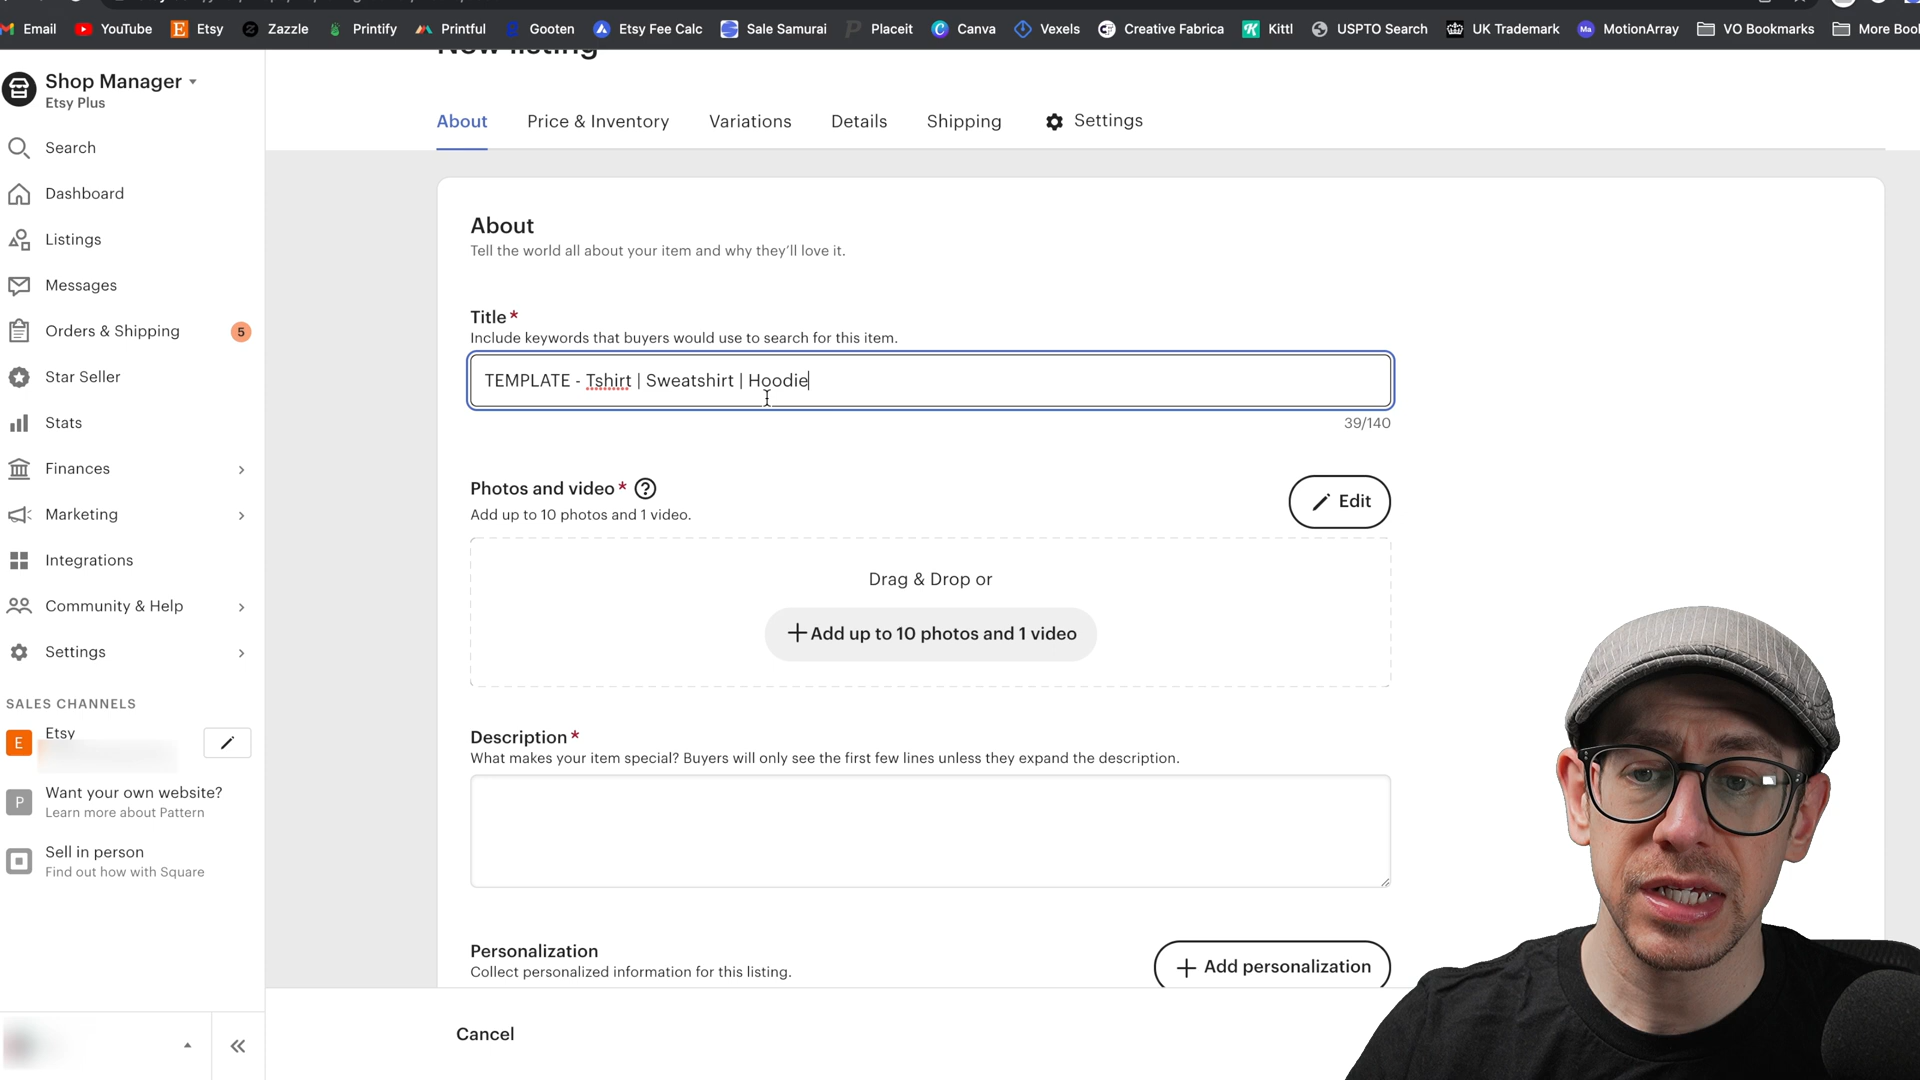 Email
YouTube
Etsy
Zazzle
Printify
Printful
Gooten
Etsy Fee Calc
Sale Samurai
Placeit
Canva
Vexels
Creative Fabrica
Kittl
USPTO Search
UK Trademark
MotionArray
VO Bookmarks
More Boo
New listing
Shop Manager
Etsy Plus
Search
Dashboard
Listings
Messages
Orders & Shipping 5
Star Seller
Stats
Finances
Marketing
Integrations
Community & Help
Settings
SALES CHANNELS
Etsy
Want your own website?
Learn more about Pattern
Sell in person
Find out how with Square
About
Price & Inventory
Variations
Details
Shipping
Settings
About
Tell the world all about your item and why they'll love it.
Title*
Include keywords that buyers would use to search for this item.
TEMPLATE - Tshirt | Sweatshirt | Hoodie
39/140
Photos and video*
Add up to 10 photos and 1 video.
Edit
Drag & Drop or
+ Add up to 10 photos and 1 video
Description*
What makes your item special? Buyers will only see the first few lines unless they expand the description.
Personalization
Collect personalized information for this listing.
+ Add personalization
Cancel